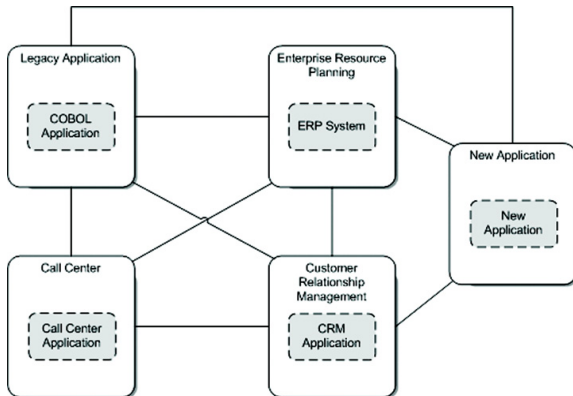 Legacy Application
COBOL
Application
Enterprise Resource
Planning
ERP System
New Application
New
Application
Call Center
Call Center
Application
Customer
Relationship
Management
CRM
Application